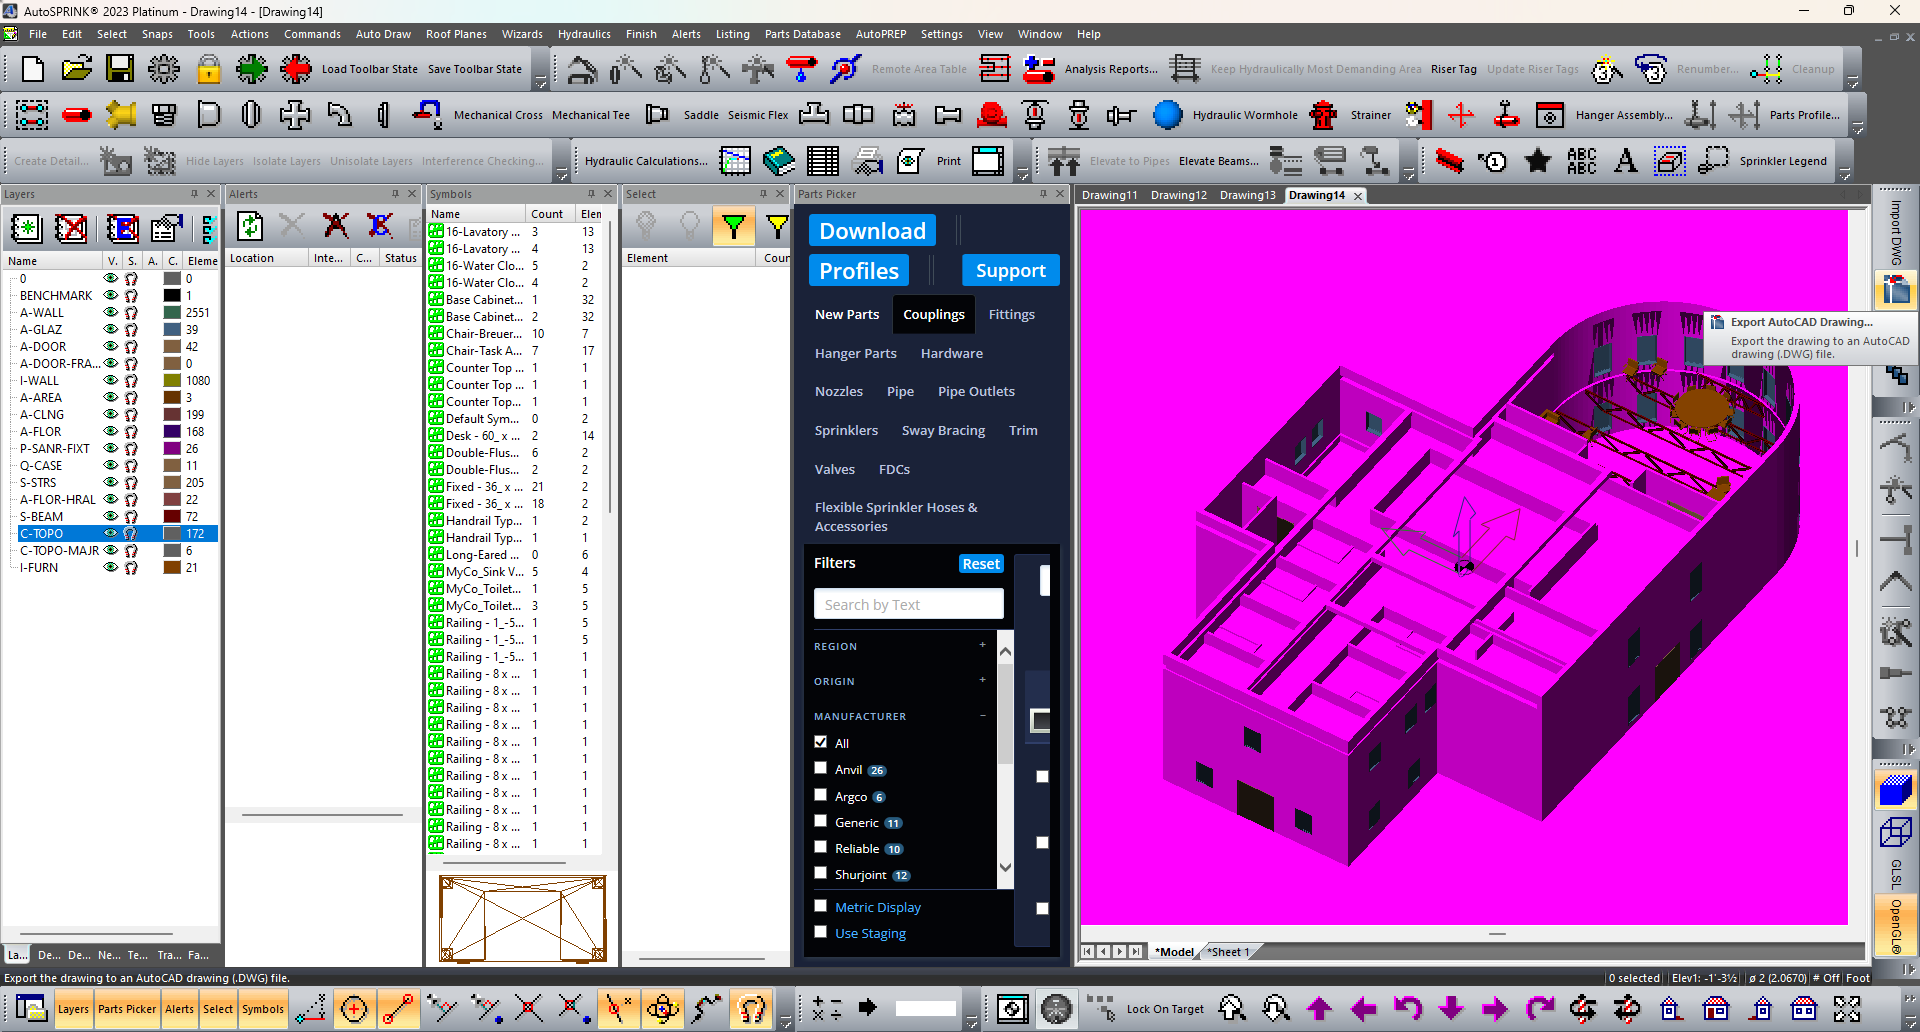 AutoSPRINK® 2023 Platinum - Drawing14 - [Drawing14]
File Edit Select Snaps Tools Actions Commands Auto Draw Roof Planes Wizards Hydraulics Finish Alerts Listing Parts Database AutoPREP Settings View Window Help
Load Toolbar State Save Toolbar State Remote Area Table Analysis Reports... Keep Hydraulically Most Demanding Area Riser Tag Update Riser Tags Renumber... Cleanup
Mechanical Cross Mechanical Tee Saddle Seismic Flex Hydraulic Wormhole Strainer Hanger Assembly... Parts Profile...
Create Detail... Hide Layers Isolate Layers Unisolate Layers Interference Checking... Hydraulic Calculations... Print Elevate to Pipes Elevate Beams... ABC ABC A Sprinkler Legend
Layers
Name V. S. A. C. Eleme
0 0
BENCHMARK 1
A-WALL 2551
A-GLAZ 39
A-DOOR 42
A-DOOR-FRA... 0
I-WALL 1080
A-AREA 3
A-CLNG 199
A-FLOR 168
P-SANR-FIXT 26
Q-CASE 11
S-STRS 205
A-FLOR-HRAL 22
S-BEAM 72
C-TOPO 172
C-TOPO-MAJR 6
I-FURN 21
La... De... De... Ne... Te... Tra... Fa...
Alerts
Location Inte... C... Status
Symbols
Name Count Elen
16-Lavatory ... 3 13
16-Lavatory ... 4 13
16-Water Clo... 5 2
16-Water Clo... 4 2
Base Cabinet... 1 32
Base Cabinet... 2 32
Chair-Breuer... 10 7
Chair-Task A... 7 17
Counter Top ... 1 1
Counter Top ... 1 1
Counter Top... 1 1
Default Sym... 0 2
Desk - 60_ x ... 2 14
Double-Flus... 6 2
Double-Flus... 2 2
Fixed - 36_ x ... 21 2
Fixed - 36_ x ... 18 2
Handrail Typ... 1 2
Handrail Typ... 1 1
Long-Eared ... 0 6
MyCo_Sink V... 5 4
MyCo_Toilet... 1 5
MyCo_Toilet... 3 5
Railing - 1_-5... 1 5
Railing - 1_-5... 1 5
Railing - 1_-5... 1 1
Railing - 8 x ... 1 1
Railing - 8 x ... 1 1
Railing - 8 x ... 1 1
Railing - 8 x ... 1 1
Railing - 8 x ... 1 1
Railing - 8 x ... 1 1
Railing - 8 x ... 1 1
Railing - 8 x ... 1 1
Railing - 8 x ... 1 1
Railing - 8 x ... 1 1
Railing - 8 x ... 1 1
Select
Element Cour
Parts Picker
Download
Profiles Support
New Parts Couplings Fittings
Hanger Parts Hardware
Nozzles Pipe Pipe Outlets
Sprinklers Sway Bracing Trim
Valves FDCs
Flexible Sprinkler Hoses &
Accessories
Filters Reset
Search by Text
REGION +
ORIGIN +
MANUFACTURER −
All
Anvil 26
Argco 6
Generic 11
Reliable 10
Shurjoint 12
Metric Display
Use Staging
Drawing11 Drawing12 Drawing13 Drawing14
Import DWG
Export AutoCAD Drawing...
Export the drawing to an AutoCAD
drawing (.DWG) file.
GLSL
OpenGL®
*Model *Sheet 1
Export the drawing to an AutoCAD drawing (.DWG) file. 0 selected Elev1: -1'-3½ ø 2 (2.0670) # Off Foot
Layers Parts Picker Alerts Select Symbols Lock On Target